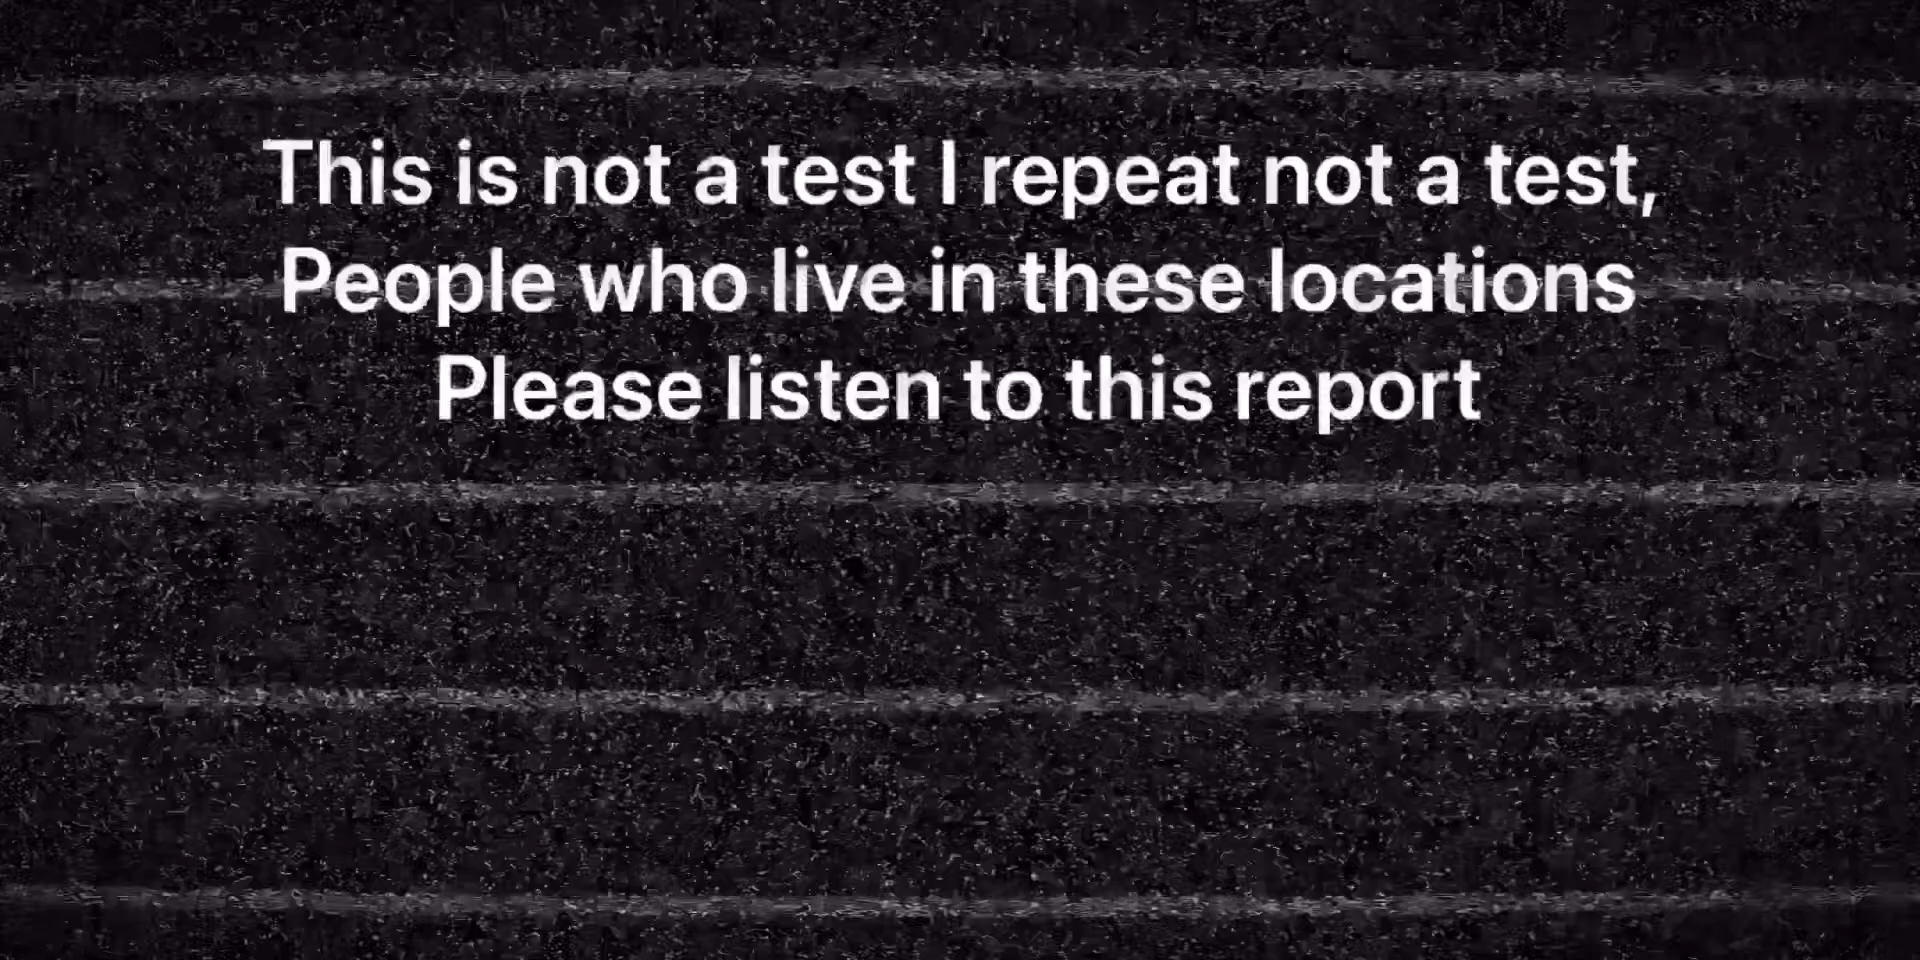 This is not a test I repeat not a test,
People who live in these locations
Please listen to this report